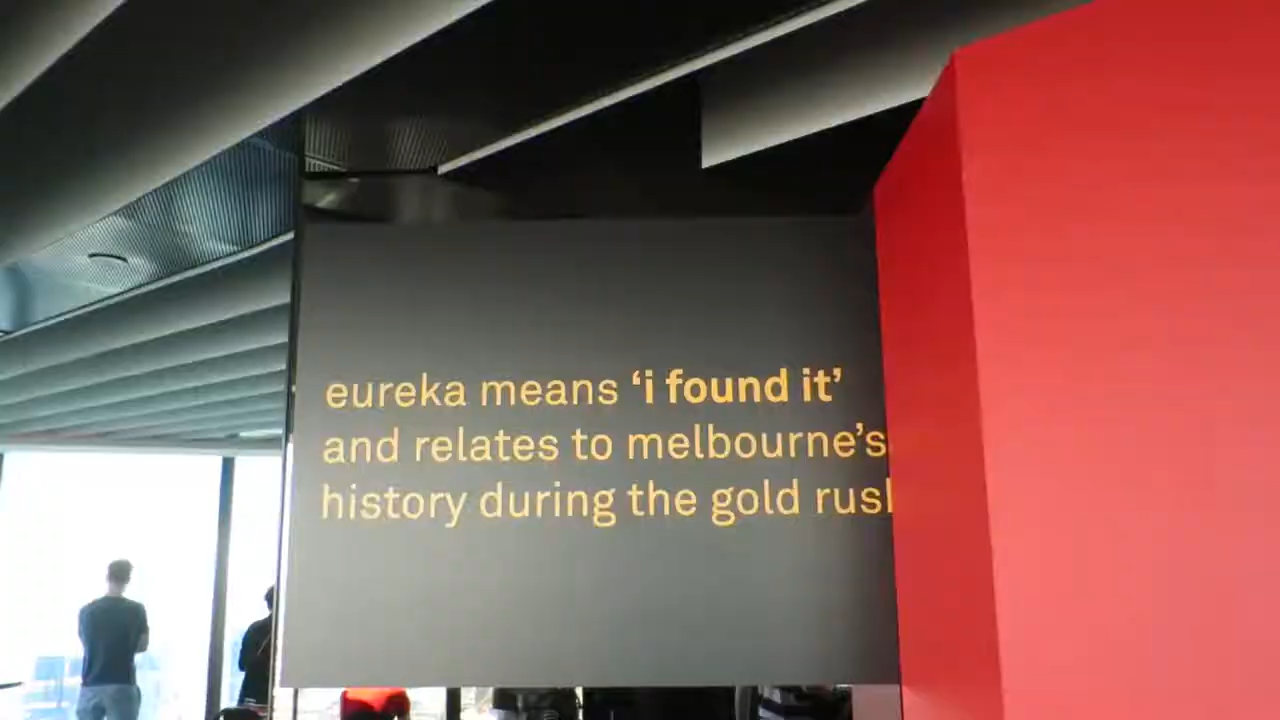 eureka means ‘i found it’
and relates to melbourne’s
history during the gold rush